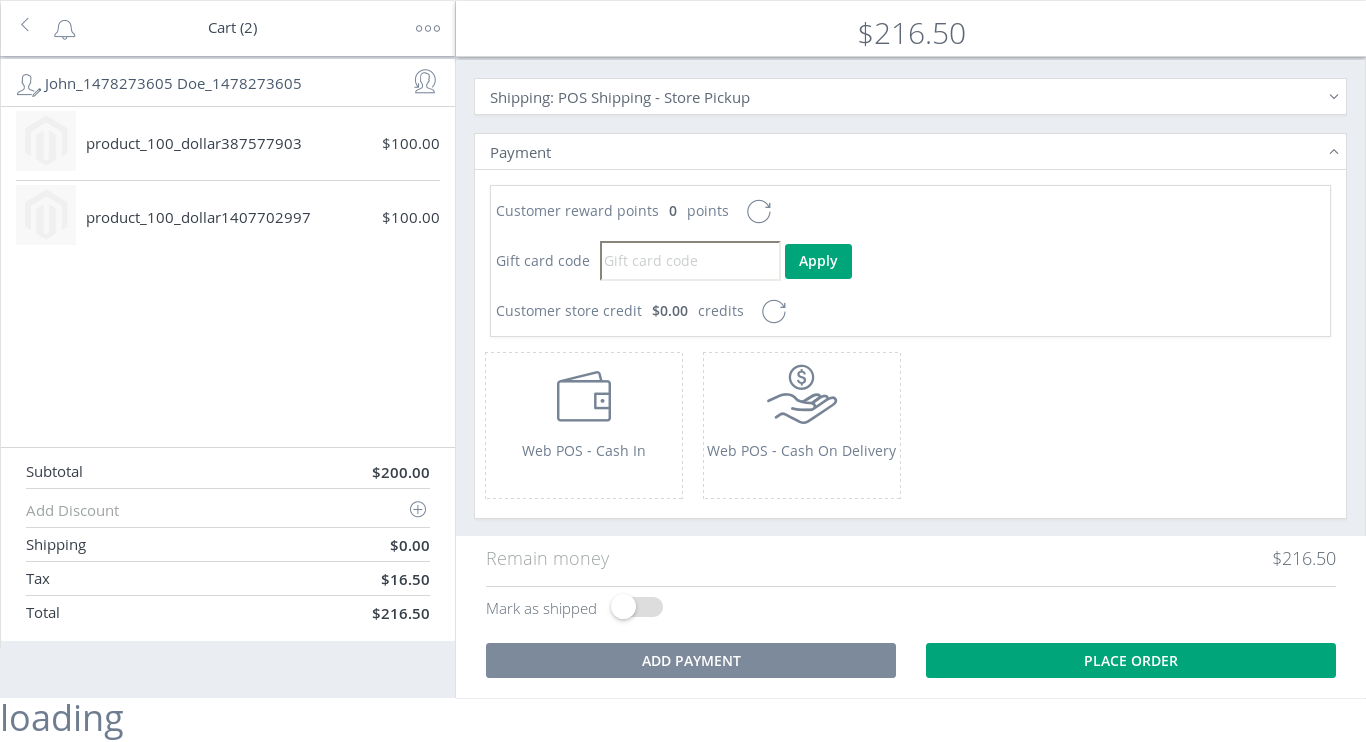 Cart (2)
John_1478273605 Doe_1478273605
product_100_dollar387577903 $100.00
product_100_dollar1407702997 $100.00
Subtotal $200.00
Add Discount
Shipping $0.00
Tax $16.50
Total $216.50
$216.50
Shipping: POS Shipping - Store Pickup
Payment
Customer reward points 0 points
Gift card code Gift card code Apply
Customer store credit $0.00 credits
Web POS - Cash In Web POS - Cash On Delivery
Remain money $216.50
Mark as shipped
ADD PAYMENT PLACE ORDER
loading